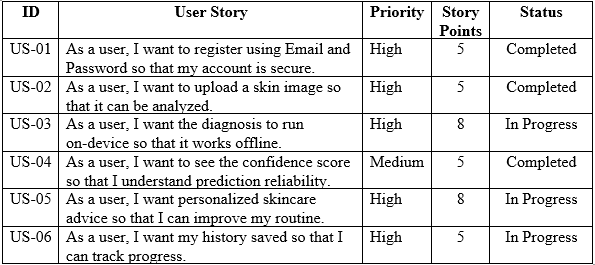 ID User Story Priority Story Points Status
US-01 As a user, I want to register using Email and High 5 Completed
Password so that my account is secure.
US-02 As a user, I want to upload a skin image so High 5 Completed
that it can be analyzed.
US-03 As a user, I want the diagnosis to run High 8 In Progress
on-device so that it works offline.
US-04 As a user, I want to see the confidence score Medium 5 Completed
so that I understand prediction reliability.
US-05 As a user, I want personalized skincare High 8 In Progress
advice so that I can improve my routine.
US-06 As a user, I want my history saved so that I High 5 In Progress
can track progress.